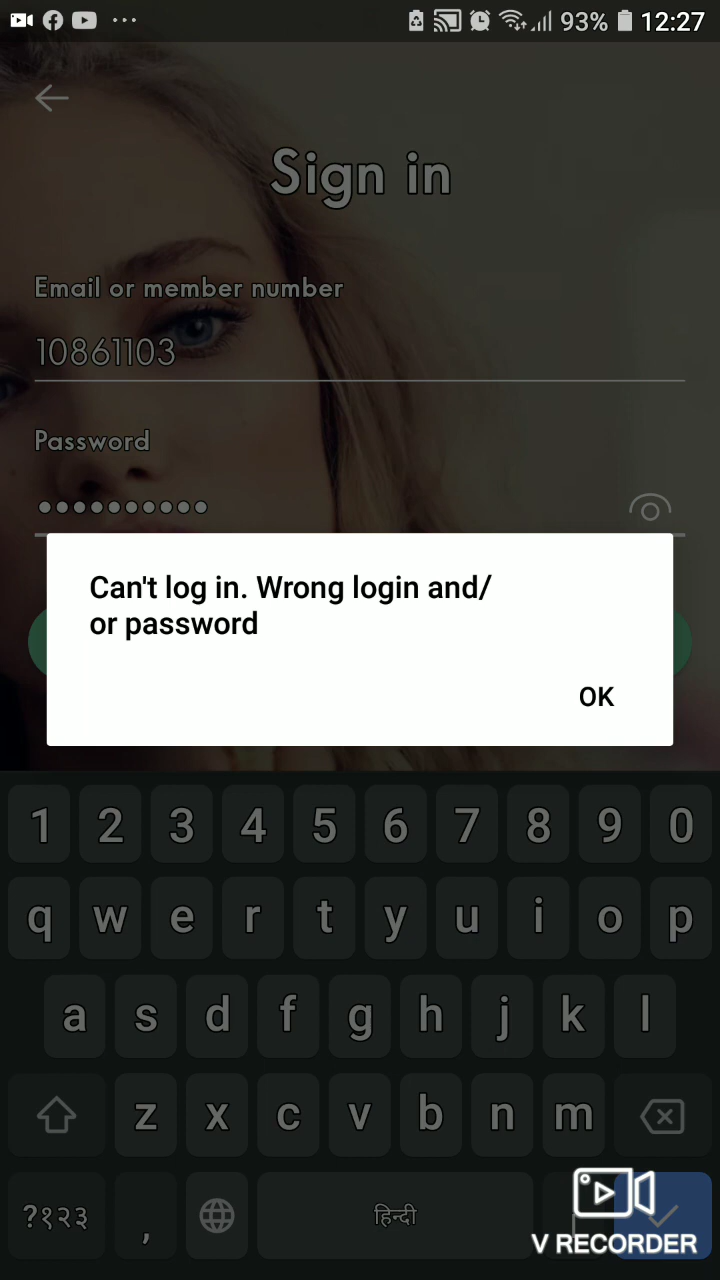 93% 12:27
Sign in
Email or member number
10861103
Password
Can't log in. Wrong login and/
or password
OK
1 2 3 4 5 6 7 8 9 0
q w e r t y u i o p
a s d f g h j k l
z x c v b n m
?१२३ , हिन्दी
V RECORDER